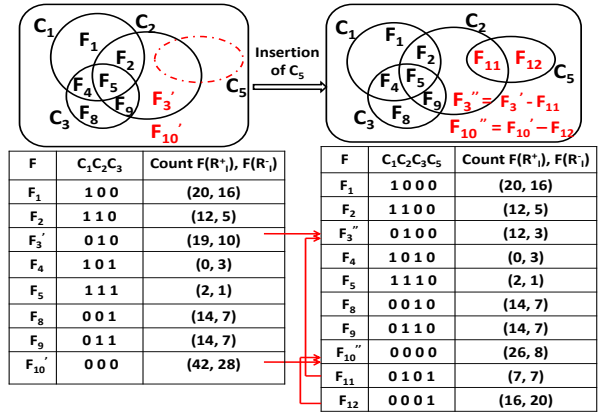 C₁
C₂
F₁
F₂
F₄
F₅
F₉
F₈
C₃
F₃′
F₁₀′
C₅
Insertion
of C₅
C₁
C₂
F₁
F₂
F₄
F₅
F₉
F₈
C₃
F₁₁
F₁₂
C₅
F₃″ = F₃′ - F₁₁
F₁₀″ = F₁₀′ – F₁₂
F C₁C₂C₃ Count F(R⁺ᵢ), F(R⁻ᵢ)
F₁ 1 0 0 (20, 16)
F₂ 1 1 0 (12, 5)
F₃′ 0 1 0 (19, 10)
F₄ 1 0 1 (0, 3)
F₅ 1 1 1 (2, 1)
F₈ 0 0 1 (14, 7)
F₉ 0 1 1 (14, 7)
F₁₀′ 0 0 0 (42, 28)
F C₁C₂C₃C₅ Count F(R⁺ᵢ), F(R⁻ᵢ)
F₁ 1 0 0 0 (20, 16)
F₂ 1 1 0 0 (12, 5)
F₃″ 0 1 0 0 (12, 3)
F₄ 1 0 1 0 (0, 3)
F₅ 1 1 1 0 (2, 1)
F₈ 0 0 1 0 (14, 7)
F₉ 0 1 1 0 (14, 7)
F₁₀″ 0 0 0 0 (26, 8)
F₁₁ 0 1 0 1 (7, 7)
F₁₂ 0 0 0 1 (16, 20)